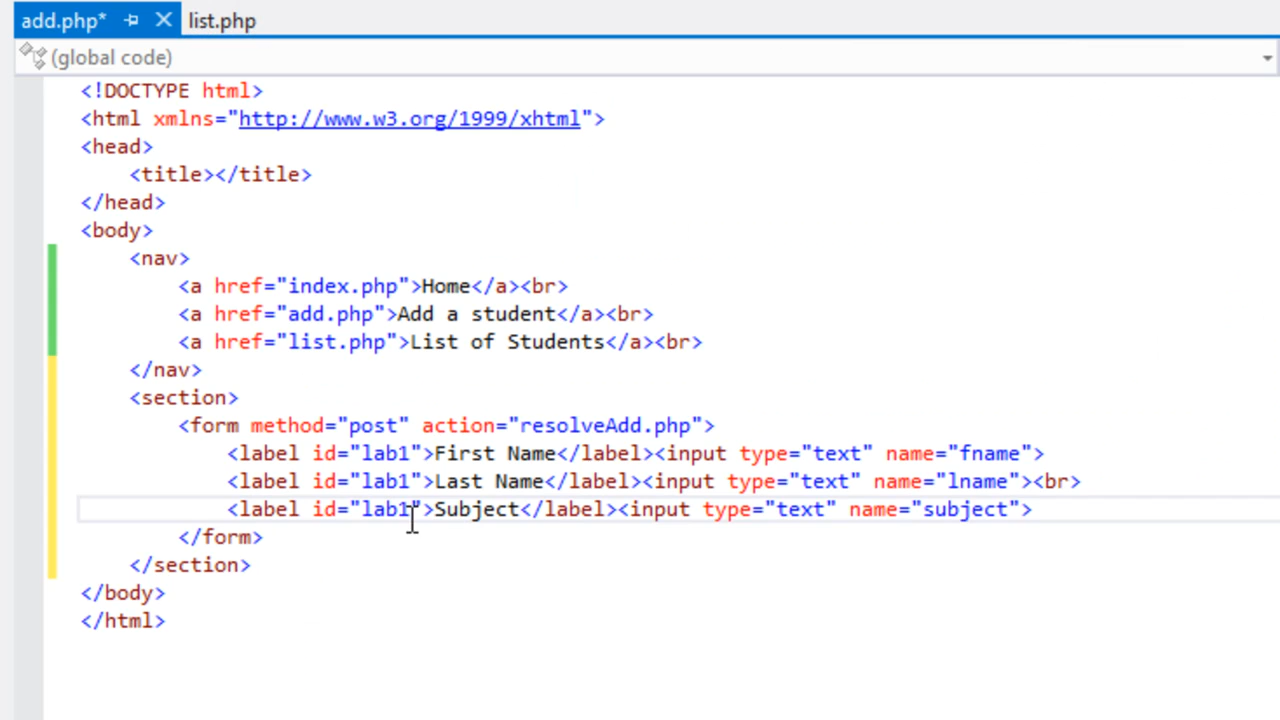 add.php* list.php
(global code)
<!DOCTYPE html>
<html xmlns="http://www.w3.org/1999/xhtml">
<head>
    <title></title>
</head>
<body>
    <nav>
        <a href="index.php">Home</a><br>
        <a href="add.php">Add a student</a><br>
        <a href="list.php">List of Students</a><br>
    </nav>
    <section>
        <form method="post" action="resolveAdd.php">
            <label id="lab1">First Name</label><input type="text" name="fname">
            <label id="lab1">Last Name</label><input type="text" name="lname"><br>
            <label id="lab1">Subject</label><input type="text" name="subject">
        </form>
    </section>
</body>
</html>